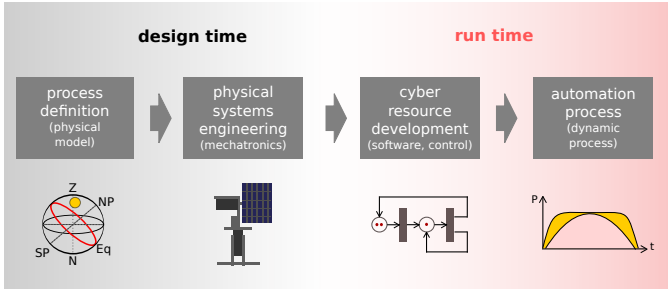 design time
run time
process
definition
(physical
model)
physical
systems
engineering
(mechatronics)
cyber
resource
development
(software, control)
automation
process
(dynamic
process)
Z
NP
SP
Eq
N
P
t